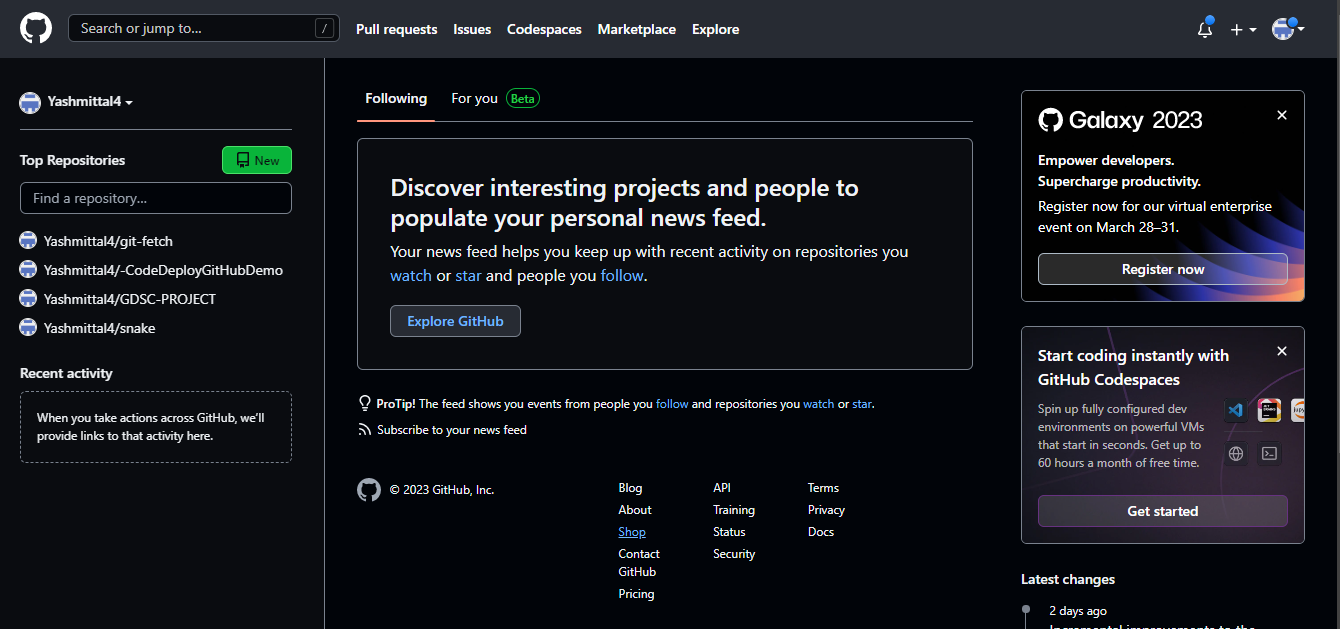 Search or jump to...
/
Pull requests
Issues
Codespaces
Marketplace
Explore
Yashmittal4
Top Repositories
New
Find a repository...
Yashmittal4/git-fetch
Yashmittal4/-CodeDeployGitHubDemo
Yashmittal4/GDSC-PROJECT
Yashmittal4/snake
Recent activity
When you take actions across GitHub, we'll
provide links to that activity here.
Following
For you
Beta
Discover interesting projects and people to
populate your personal news feed.
Your news feed helps you keep up with recent activity on repositories you
watch or star and people you follow.
Explore GitHub
ProTip! The feed shows you events from people you follow and repositories you watch or star.
Subscribe to your news feed
© 2023 GitHub, Inc.
Blog
About
Shop
Contact
GitHub
Pricing
API
Training
Status
Security
Terms
Privacy
Docs
Galaxy 2023
Empower developers.
Supercharge productivity.
Register now for our virtual enterprise
event on March 28–31.
Register now
Start coding instantly with
GitHub Codespaces
Spin up fully configured dev
environments on powerful VMs
that start in seconds. Get up to
60 hours a month of free time.
Get started
Latest changes
2 days ago
Incremental improvements to the